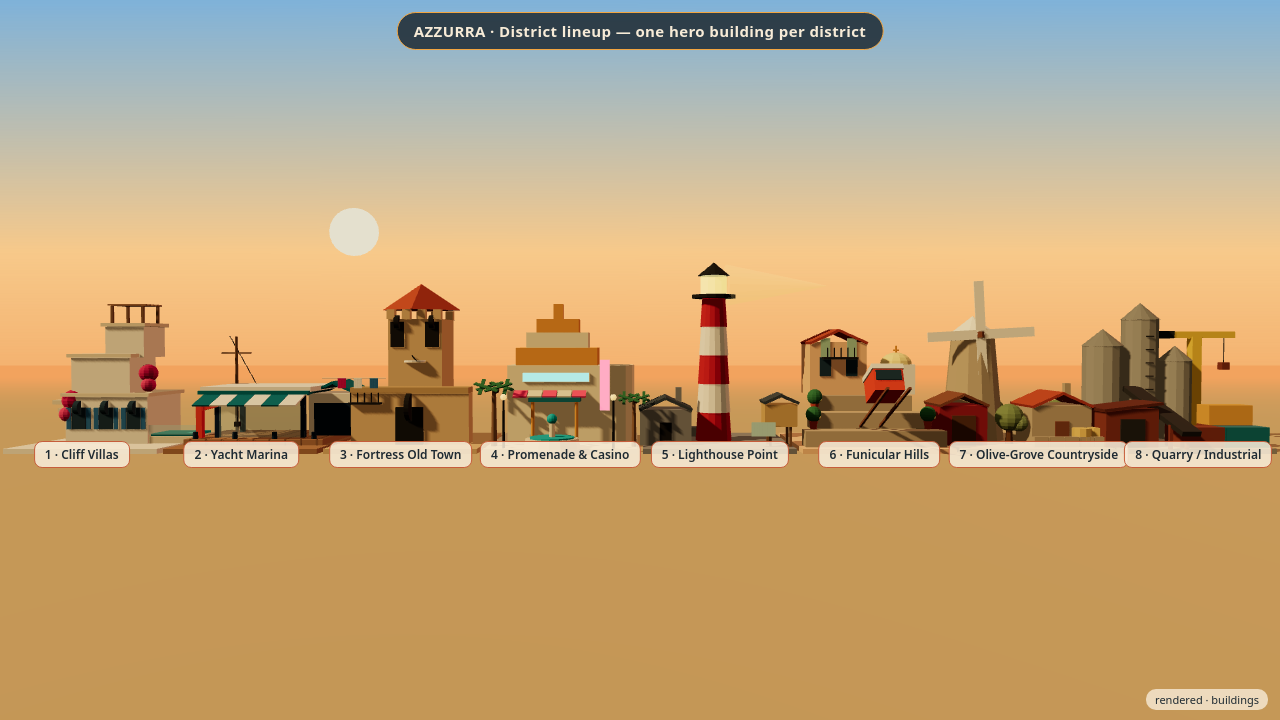 AZZURRA · District lineup — one hero building per district
1 · Cliff Villas
2 · Yacht Marina
3 · Fortress Old Town
4 · Promenade & Casino
5 · Lighthouse Point
6 · Funicular Hills
7 · Olive-Grove Countryside
8 · Quarry / Industrial
rendered · buildings